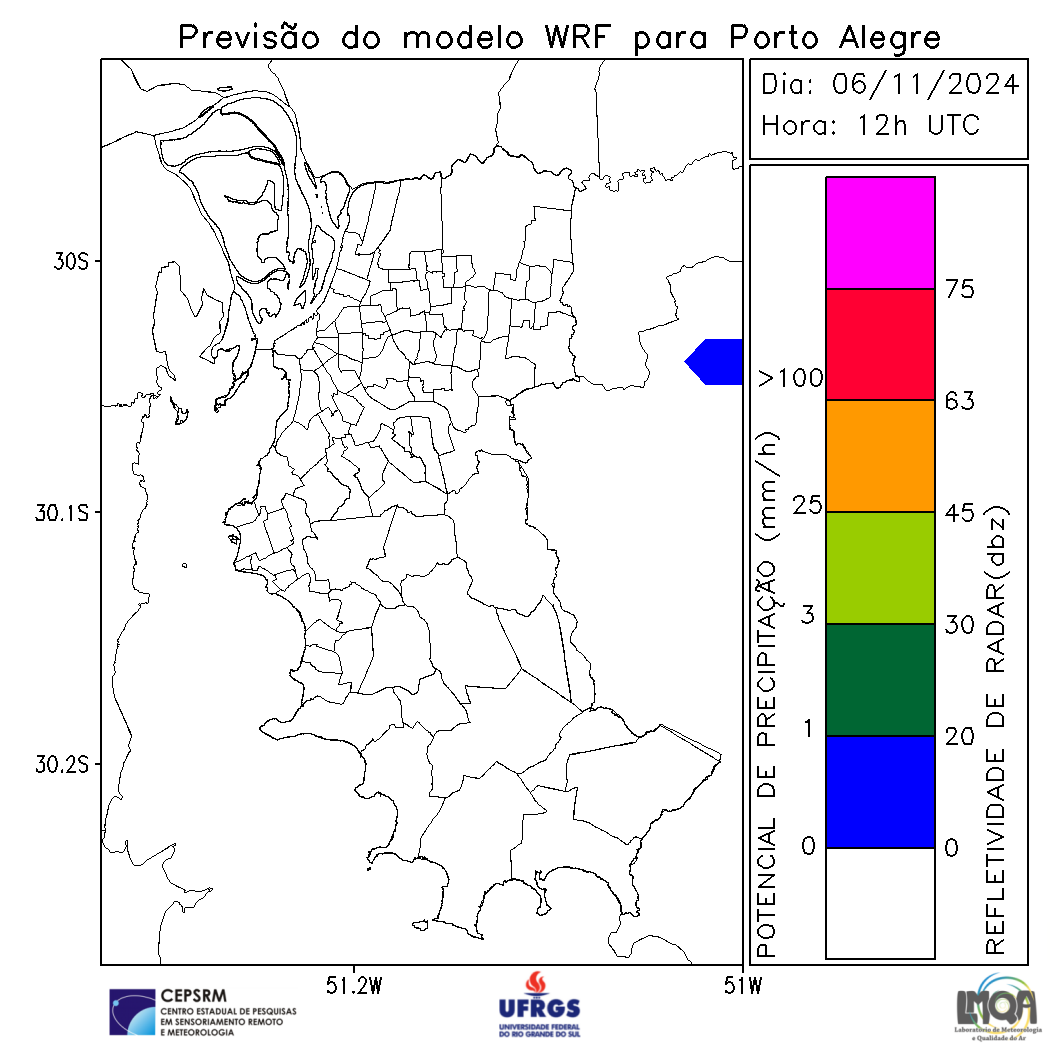 Previsão do modelo WRF para Porto Alegre
Dia: 06/11/2024
Hora: 12h UTC
30S
30.1S
30.2S
51.2W
51W
POTENCIAL DE PRECIPITAÇÃO (mm/h)
>100
25
3
1
0
75
63
45
30
20
0
REFLETIVIDADE DE RADAR(dbz)
CEPSRM
CENTRO ESTADUAL DE PESQUISAS
EM SENSORIAMENTO REMOTO
E METEOROLOGIA
UFRGS
UNIVERSIDADE FEDERAL
DO RIO GRANDE DO SUL
LMQA
Laboratório de Meteorologia
e Qualidade do Ar